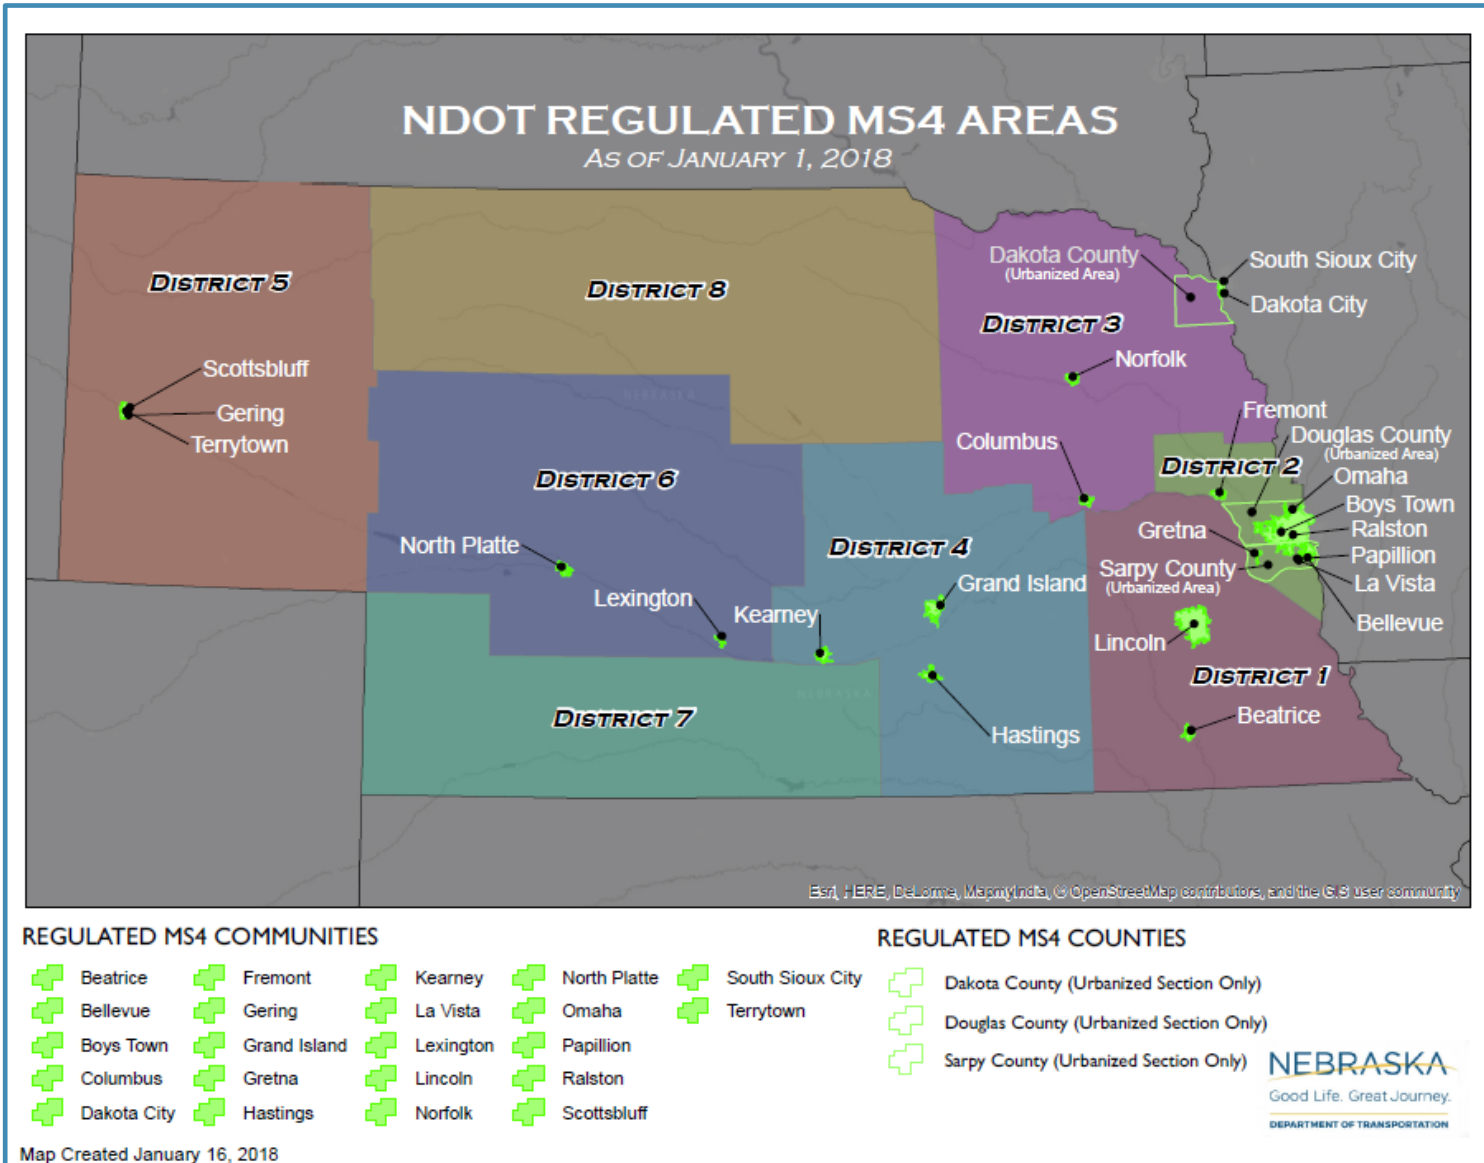 NDOT REGULATED MS4 AREAS
AS OF JANUARY 1, 2018
DISTRICT 5
DISTRICT 8
Dakota County
(Urbanized Area)
South Sioux City
Dakota City
DISTRICT 3
Scottsbluff
Gering
Terrytown
Norfolk
NEBRASKA
Fremont
Columbus
Douglas County
(Urbanized Area)
DISTRICT 2
Omaha
DISTRICT 6
Boys Town
Gretna
Ralston
North Platte
DISTRICT 4
Papillion
Sarpy County
(Urbanized Area)
La Vista
Grand Island
Lexington
Kearney
Bellevue
Lincoln
DISTRICT 1
NEBRASKA
DISTRICT 7
Hastings
Beatrice
Esri, HERE, DeLorme, MapmyIndia, © OpenStreetMap contributors, and the GIS user community
REGULATED MS4 COMMUNITIES
Beatrice
Bellevue
Boys Town
Columbus
Dakota City
Fremont
Gering
Grand Island
Gretna
Hastings
Kearney
La Vista
Lexington
Lincoln
Norfolk
North Platte
Omaha
Papillion
Ralston
Scottsbluff
South Sioux City
Terrytown
REGULATED MS4 COUNTIES
Dakota County (Urbanized Section Only)
Douglas County (Urbanized Section Only)
Sarpy County (Urbanized Section Only)
NEBRASKA
Good Life. Great Journey.
DEPARTMENT OF TRANSPORTATION
Map Created January 16, 2018